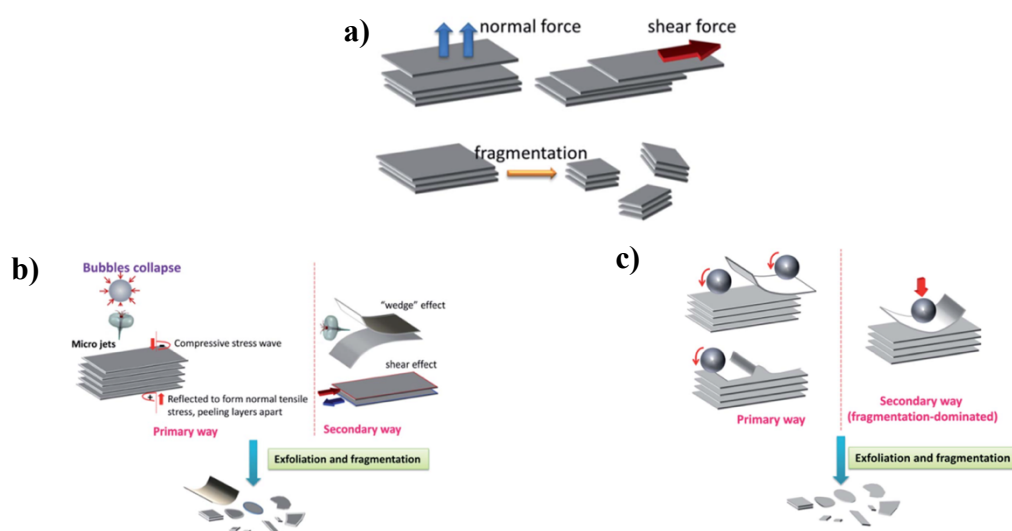 a)
normal force
shear force
fragmentation
b)
Bubbles collapse
Micro jets
Compressive stress wave
Reflected to form normal tensile
stress, peeling layers apart
Primary way
"wedge" effect
shear effect
Secondary way
Exfoliation and fragmentation
c)
Primary way
Secondary way
(fragmentation-dominated)
Exfoliation and fragmentation